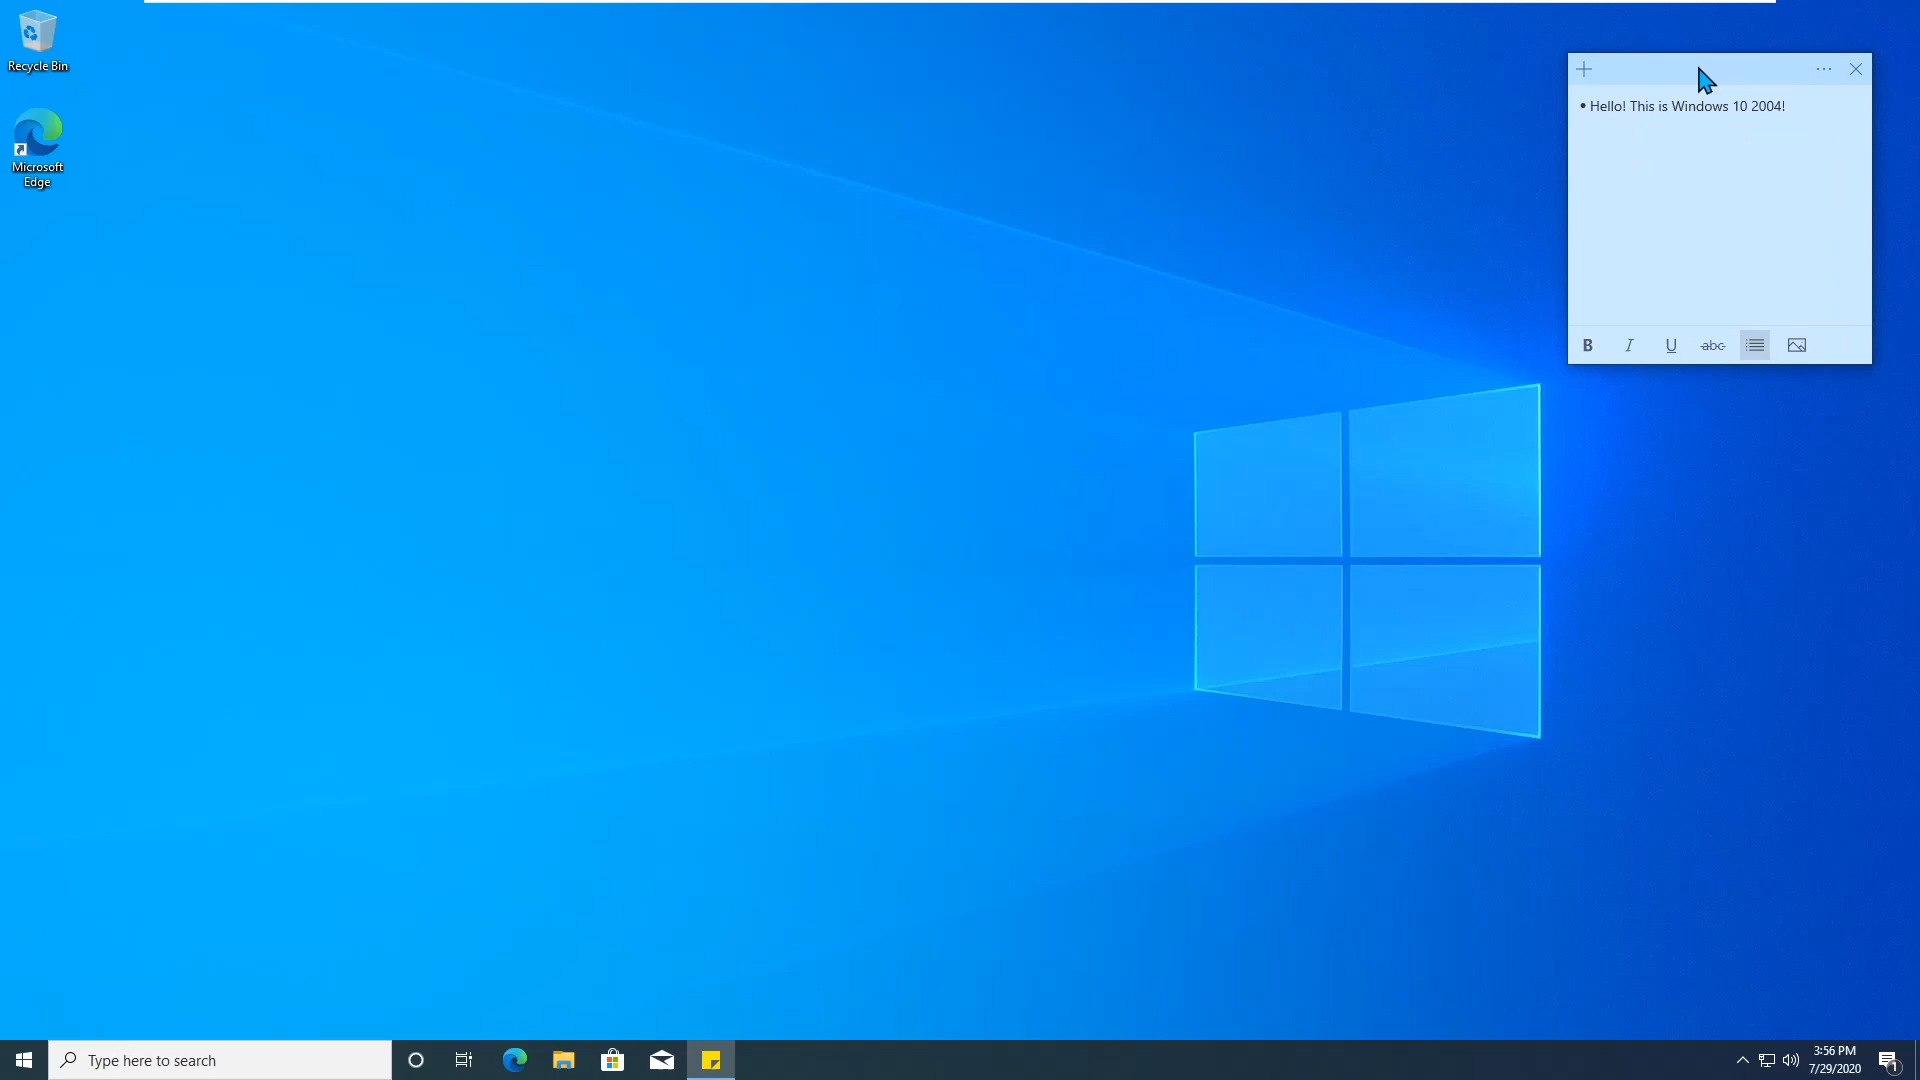 Recycle Bin
Microsoft
Edge
• Hello! This is Windows 10 2004!
B I U abc
Type here to search
3:56 PM
7/29/2020
1